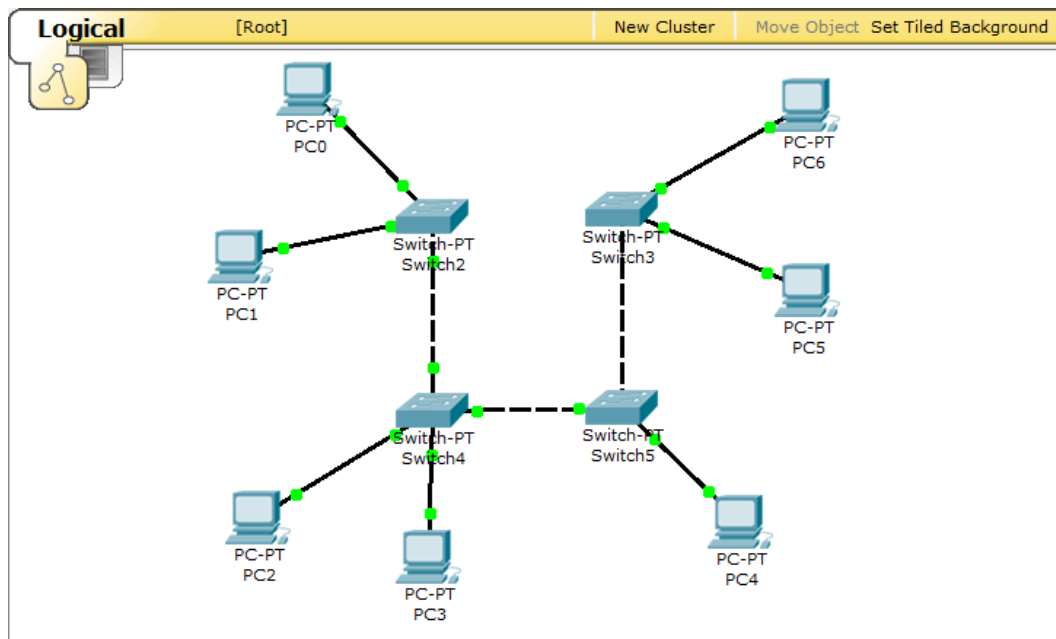 Logical [Root] New Cluster Move Object Set Tiled Background
PC-PT
PC0
PC-PT
PC6
Switch-PT
Switch2
Switch-PT
Switch3
PC-PT
PC1
PC-PT
PC5
Switch-PT
Switch4
Switch-PT
Switch5
PC-PT
PC2
PC-PT
PC3
PC-PT
PC4